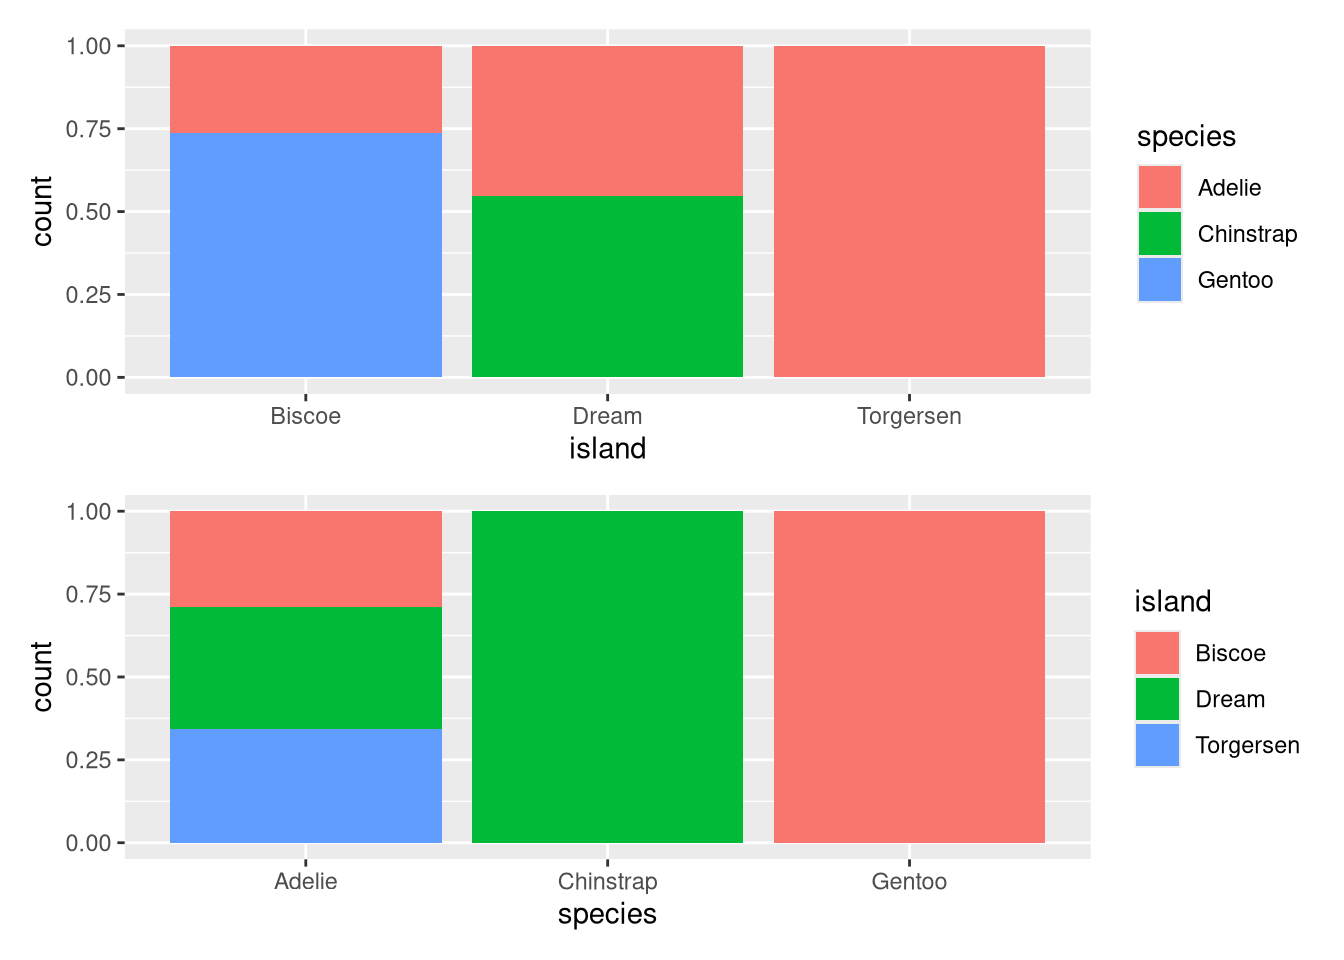 1.00
0.75
0.50
0.25
0.00
count
Biscoe Dream Torgersen
island
species
Adelie
Chinstrap
Gentoo
1.00
0.75
0.50
0.25
0.00
count
Adelie Chinstrap Gentoo
species
island
Biscoe
Dream
Torgersen